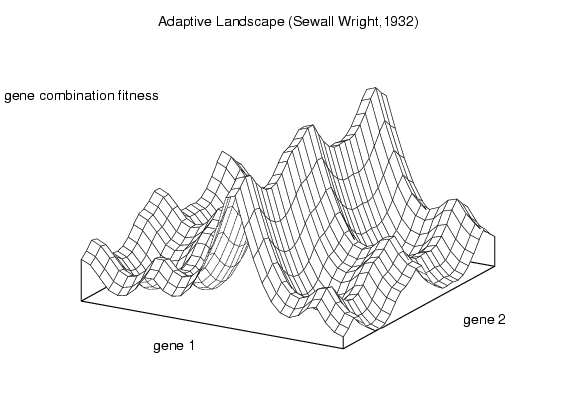 Adaptive Landscape (Sewall Wright, 1932)
gene combination fitness
gene 2
gene 1